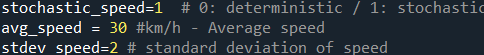 stochastic_speed=1  # 0: deterministic / 1: stochastic
avg_speed = 30 #km/h - Average speed
stdev_speed=2 # standard deviation of speed